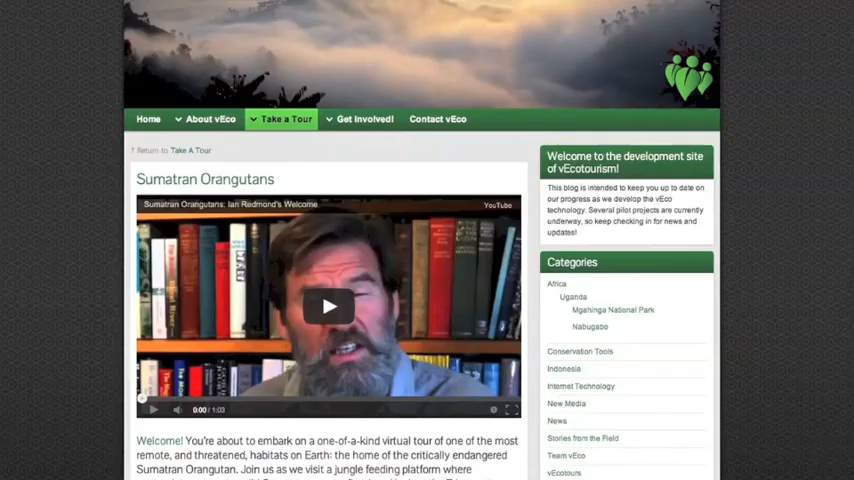 Home
About vEco
Take a Tour
Get Involved!
Contact vEco
↑ Return to Take A Tour
Sumatran Orangutans
Sumatran Orangutans: Ian Redmond's Welcome
YouTube
0:00 / 1:03
Welcome! You're about to embark on a one-of-a-kind virtual tour of one of the most
remote, and threatened, habitats on Earth: the home of the critically endangered
Sumatran Orangutan. Join us as we visit a jungle feeding platform where
Welcome to the development site
of vEcotourism!
This blog is intended to keep you up to date on
our progress as we develop the vEco
technology. Several pilot projects are currently
underway, so keep checking in for news and
updates!
Categories
Africa
Uganda
Mgahinga National Park
Nabugabo
Conservation Tools
Indonesia
Internet Technology
New Media
News
Stories from the Field
Team vEco
vEcotours